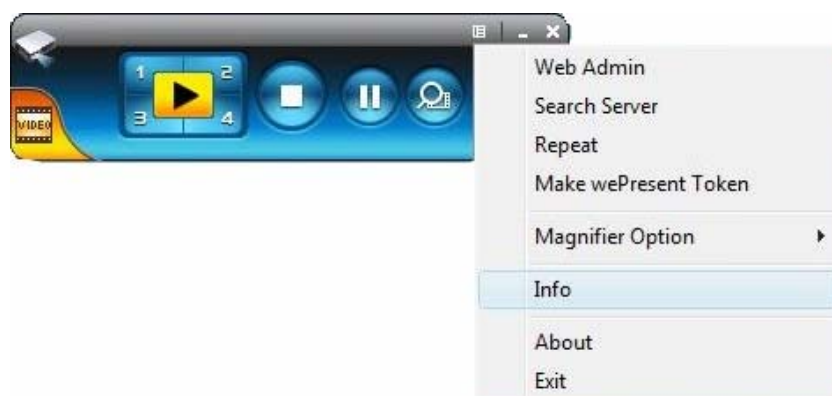 1 2
3 4
VIDEO
Web Admin
Search Server
Repeat
Make wePresent Token
Magnifier Option
Info
About
Exit